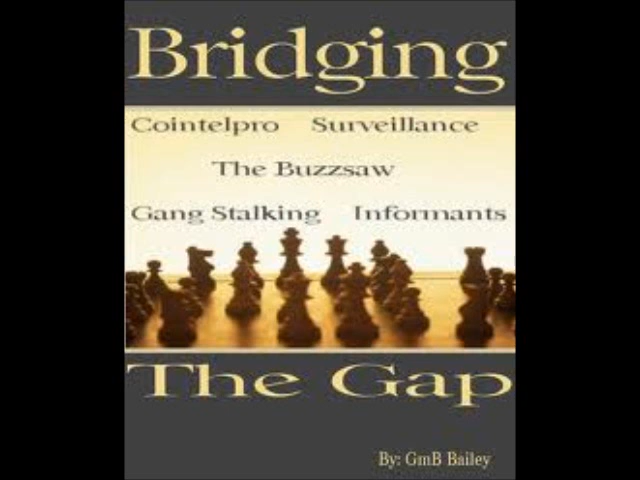 Bridging
Cointelpro Surveillance
The Buzzsaw
Gang Stalking Informants
The Gap
By: GmB Bailey